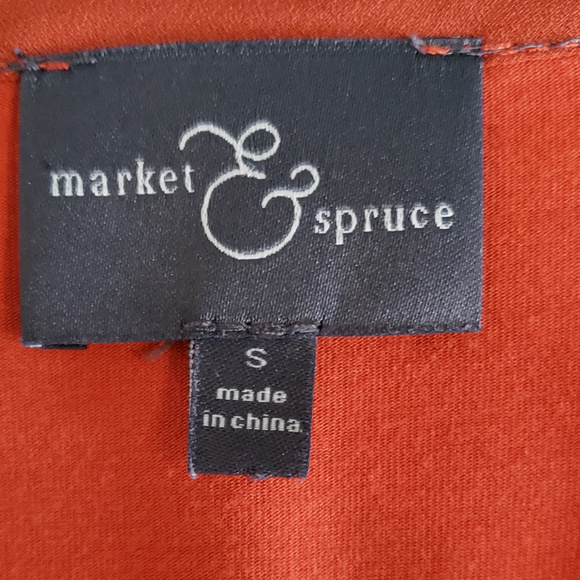 market & spruce
S
made
in china